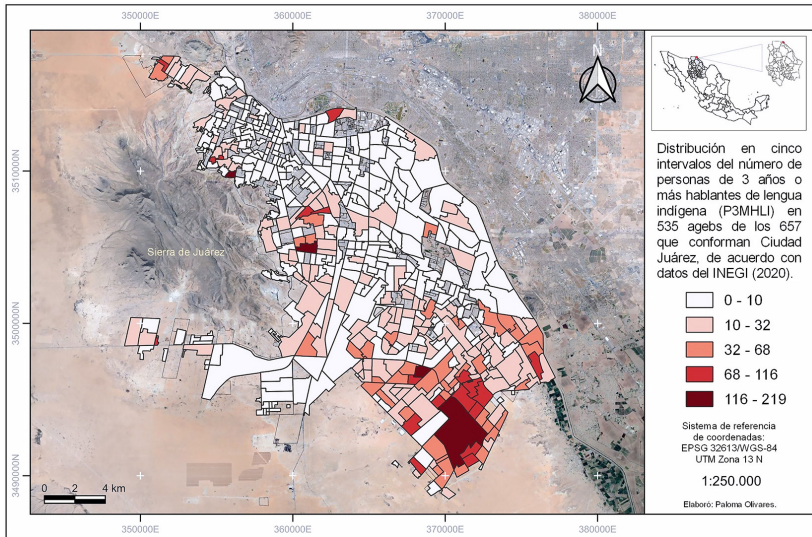 350000E 360000E 370000E 380000E
3510000N
3500000N
3490000N
N
Sierra de Juárez
0 2 4 km
350000E 360000E 370000E 380000E
Distribución en cinco
intervalos del número de
personas de 3 años o
más hablantes de lengua
indígena (P3MHLI) en
535 agebs de los 657
que conforman Ciudad
Juárez, de acuerdo con
datos del INEGI (2020).
0 - 10
10 - 32
32 - 68
68 - 116
116 - 219
Sistema de referencia
de coordenadas:
EPSG 32613/WGS-84
UTM Zona 13 N
1:250.000
Elaboró: Paloma Olivares.